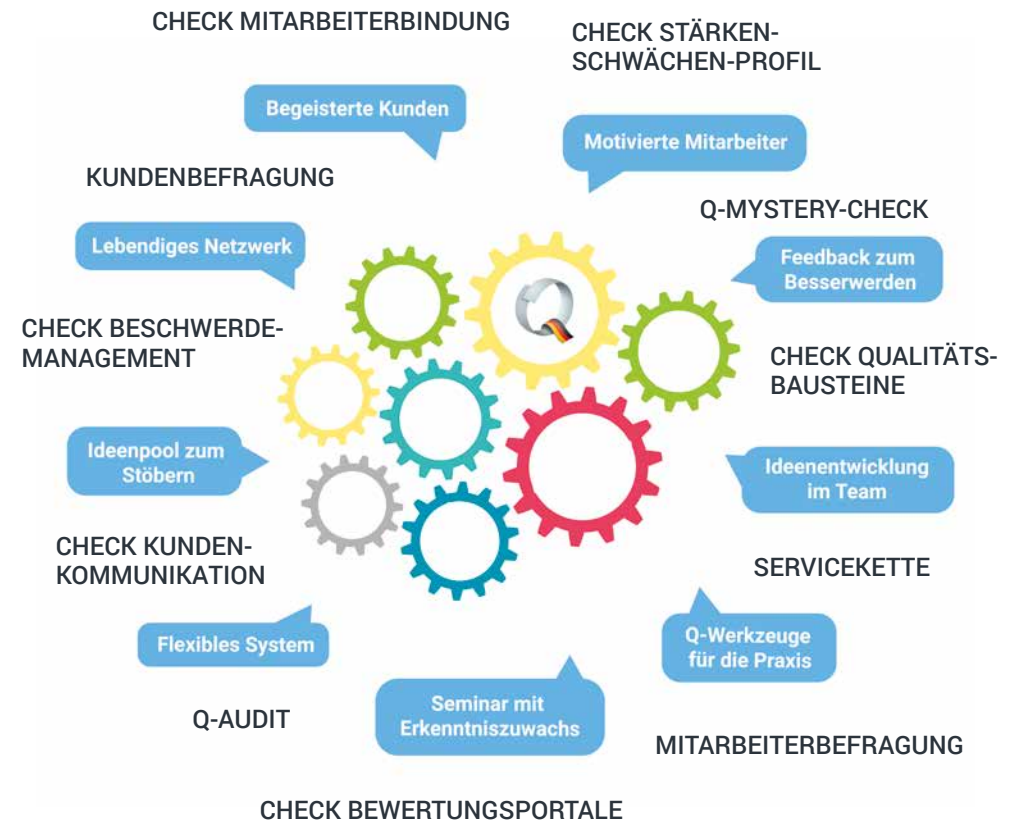 CHECK MITARBEITERBINDUNG
CHECK STÄRKEN-
SCHWÄCHEN-PROFIL
Begeisterte Kunden
Motivierte Mitarbeiter
KUNDENBEFRAGUNG
Q-MYSTERY-CHECK
Lebendiges Netzwerk
Feedback zum
Besserwerden
CHECK BESCHWERDE-
MANAGEMENT
CHECK QUALITÄTS-
BAUSTEINE
Ideenpool zum
Stöbern
Ideenentwicklung
im Team
CHECK KUNDEN-
KOMMUNIKATION
SERVICEKETTE
Flexibles System
Q-Werkzeuge
für die Praxis
Q-AUDIT
Seminar mit
Erkenntniszuwachs
MITARBEITERBEFRAGUNG
CHECK BEWERTUNGSPORTALE